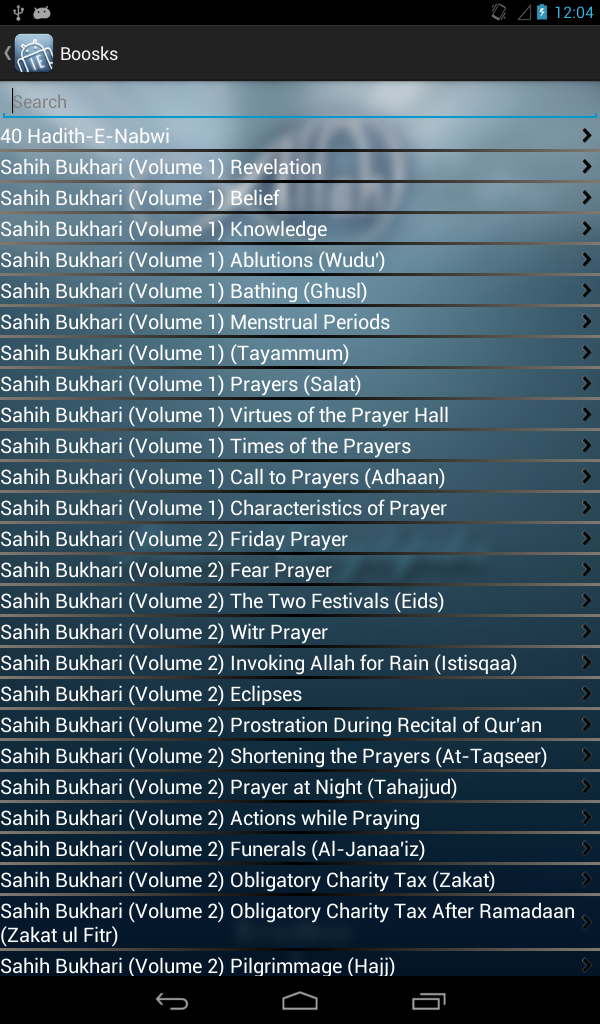 12:04
Boosks
Search
40 Hadith-E-Nabwi
Sahih Bukhari (Volume 1) Revelation
Sahih Bukhari (Volume 1) Belief
Sahih Bukhari (Volume 1) Knowledge
Sahih Bukhari (Volume 1) Ablutions (Wudu')
Sahih Bukhari (Volume 1) Bathing (Ghusl)
Sahih Bukhari (Volume 1) Menstrual Periods
Sahih Bukhari (Volume 1) (Tayammum)
Sahih Bukhari (Volume 1) Prayers (Salat)
Sahih Bukhari (Volume 1) Virtues of the Prayer Hall
Sahih Bukhari (Volume 1) Times of the Prayers
Sahih Bukhari (Volume 1) Call to Prayers (Adhaan)
Sahih Bukhari (Volume 1) Characteristics of Prayer
Sahih Bukhari (Volume 2) Friday Prayer
Sahih Bukhari (Volume 2) Fear Prayer
Sahih Bukhari (Volume 2) The Two Festivals (Eids)
Sahih Bukhari (Volume 2) Witr Prayer
Sahih Bukhari (Volume 2) Invoking Allah for Rain (Istisqaa)
Sahih Bukhari (Volume 2) Eclipses
Sahih Bukhari (Volume 2) Prostration During Recital of Qur'an
Sahih Bukhari (Volume 2) Shortening the Prayers (At-Taqseer)
Sahih Bukhari (Volume 2) Prayer at Night (Tahajjud)
Sahih Bukhari (Volume 2) Actions while Praying
Sahih Bukhari (Volume 2) Funerals (Al-Janaa'iz)
Sahih Bukhari (Volume 2) Obligatory Charity Tax (Zakat)
Sahih Bukhari (Volume 2) Obligatory Charity Tax After Ramadaan
(Zakat ul Fitr)
Sahih Bukhari (Volume 2) Pilgrimmage (Hajj)